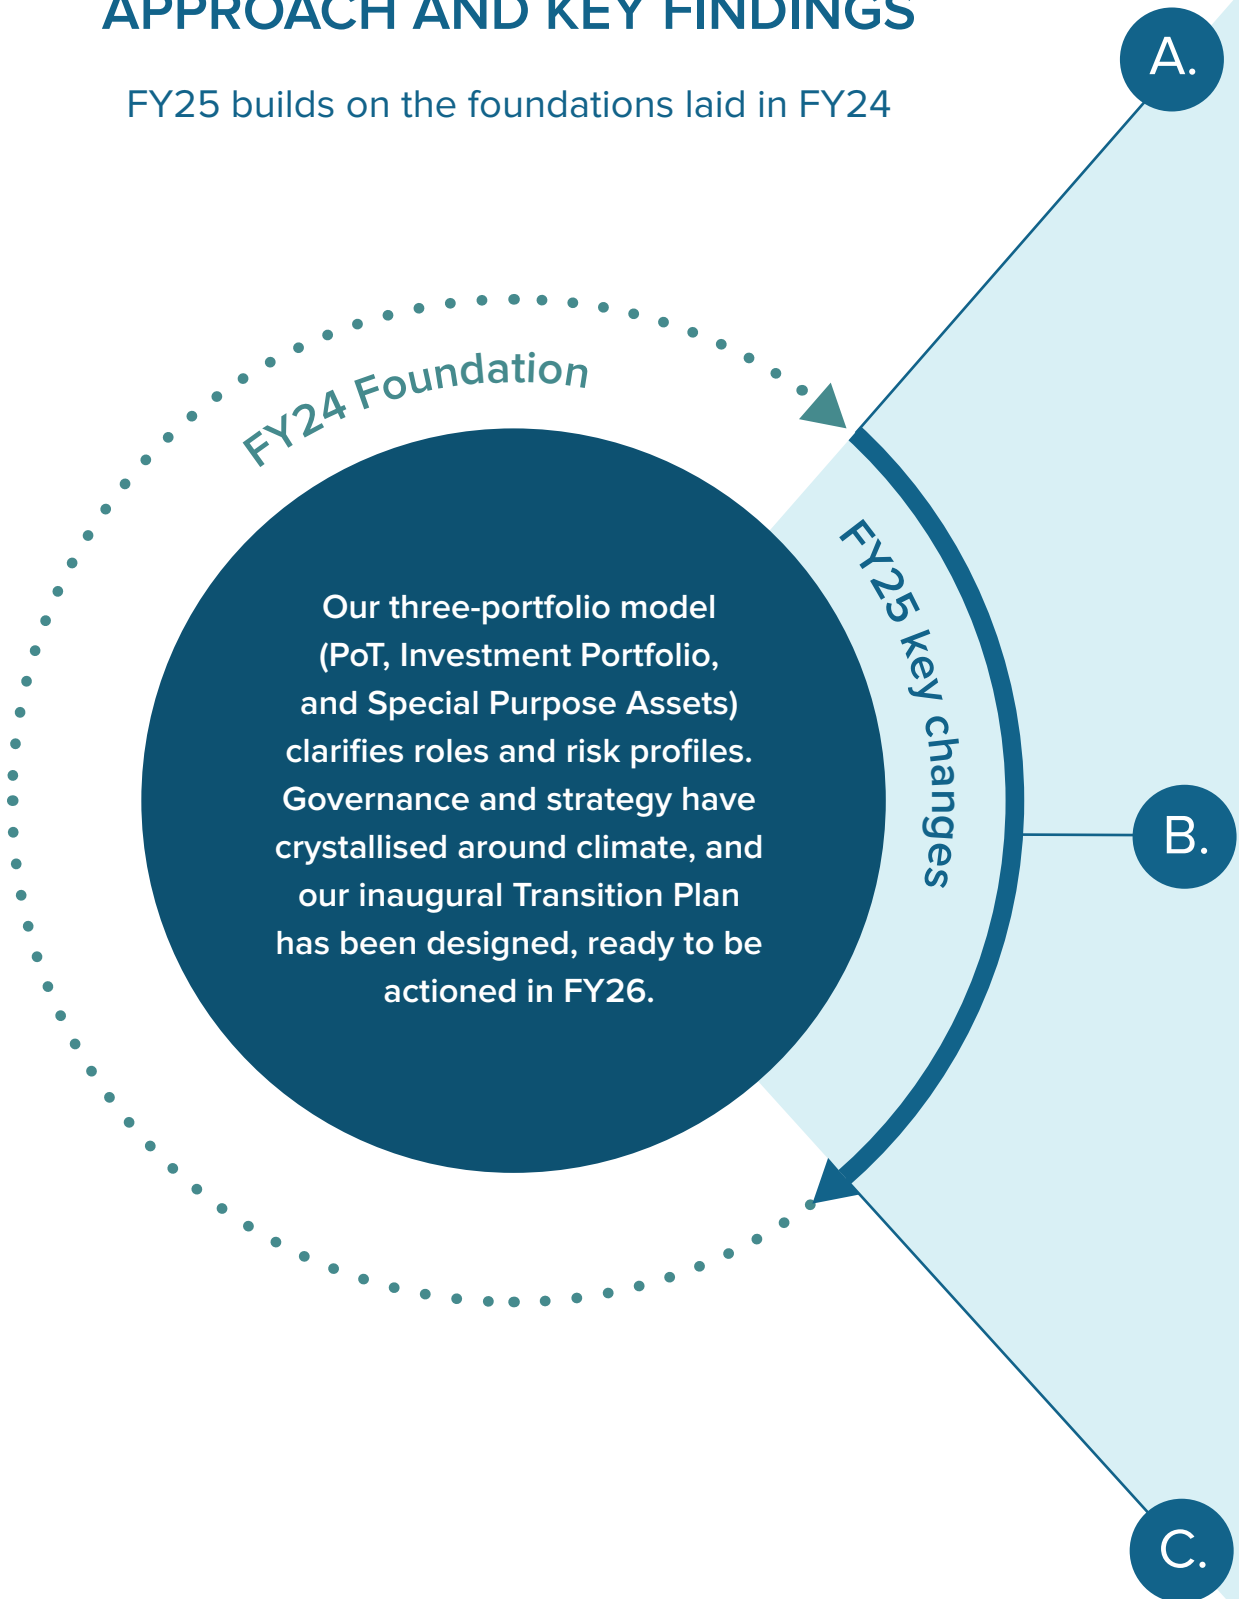 APPROACH AND KEY FINDINGS
FY25 builds on the foundations laid in FY24
FY24 Foundation
Our three-portfolio model
(PoT, Investment Portfolio,
and Special Purpose Assets)
clarifies roles and risk profiles.
Governance and strategy have
crystallised around climate, and
our inaugural Transition Plan
has been designed, ready to be
actioned in FY26.
FY25 key changes
A.
B.
C.